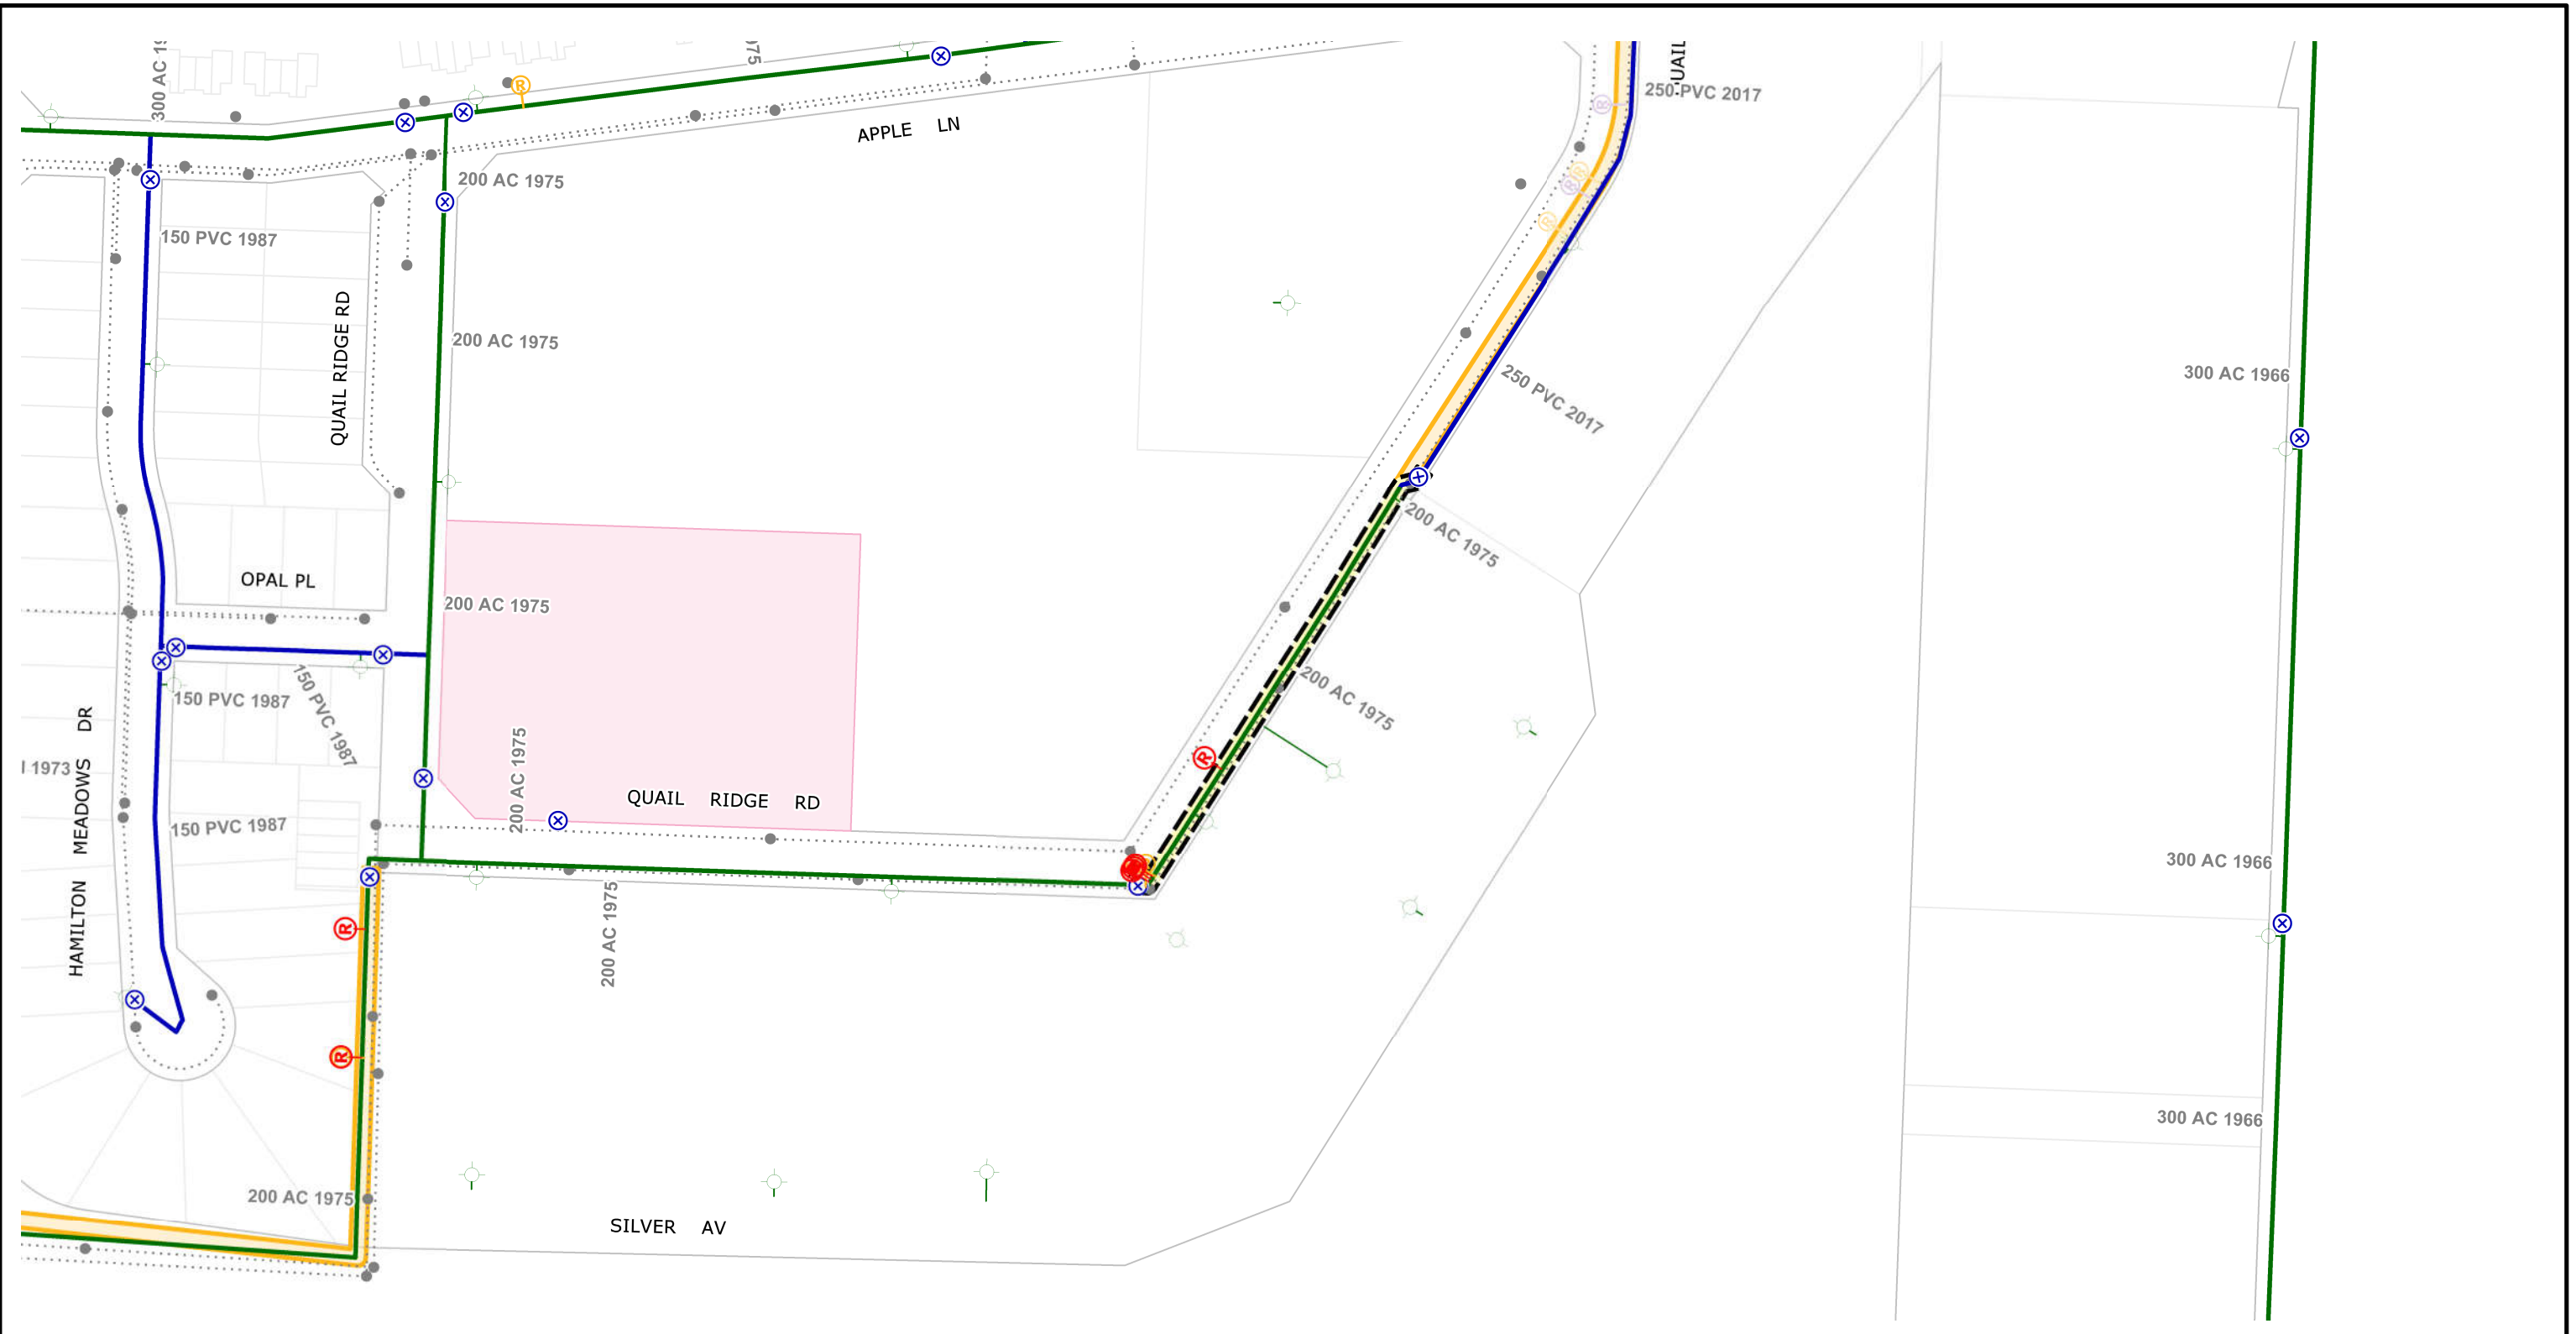 300 AC 19
975
UAIL
250 PVC 2017
APPLE LN
200 AC 1975
150 PVC 1987
QUAIL RIDGE RD
200 AC 1975
300 AC 1966
250 PVC 2017
200 AC 1975
OPAL PL
200 AC 1975
200 AC 1975
150 PVC 1987
150 PVC 1987
HAMILTON MEADOWS DR
1973
200 AC 1975
QUAIL RIDGE RD
150 PVC 1987
300 AC 1966
200 AC 1975
R
R
R
R
R
R
R
R
300 AC 1966
200 AC 1975
SILVER AV